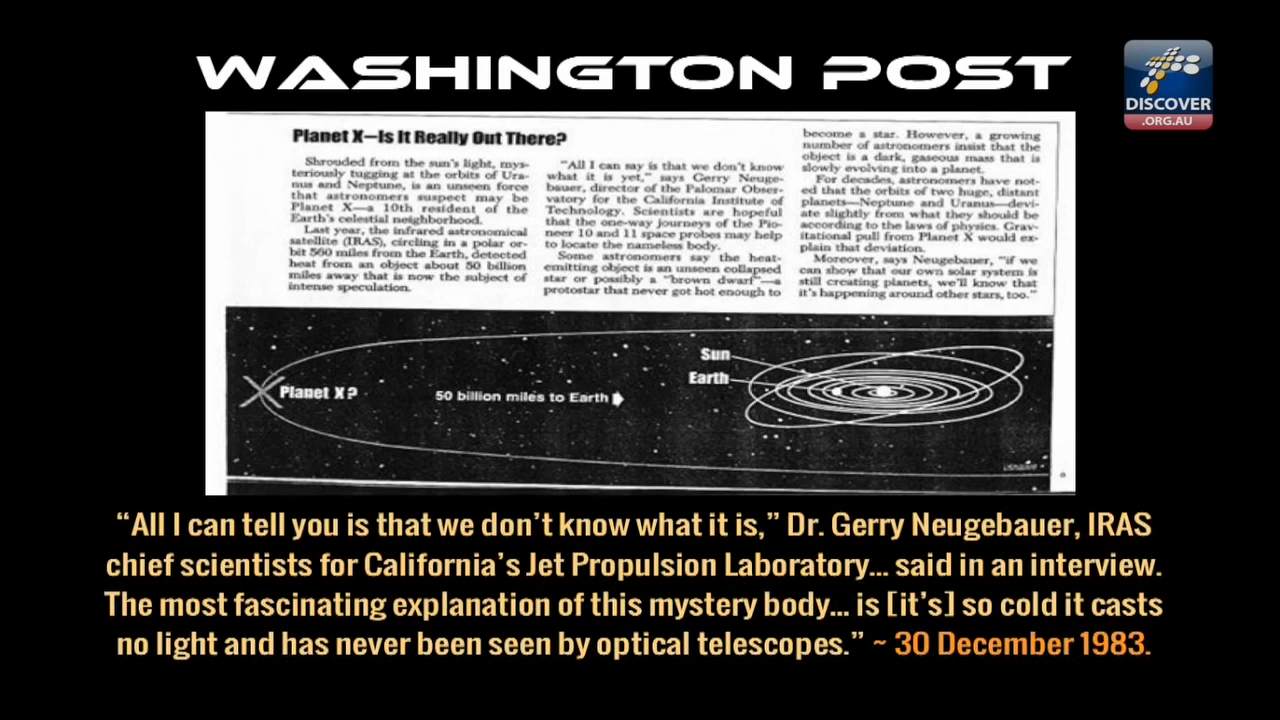 WASHINGTON POST
DISCOVER
.ORG.AU
Planet X—Is It Really Out There?
Shrouded from the sun's light, mys-
teriously tugging at the orbits of Ura-
nus and Neptune, is an unseen force
that astronomers suspect may be
Planet X—a 10th resident of the
Earth's celestial neighborhood.
Last year, the infrared astronomical
satellite (IRAS), circling in a polar or-
bit 560 miles from the Earth, detected
heat from an object about 50 billion
miles away that is now the subject of
intense speculation.
"All I can say is that we don't know
what it is yet," says Gerry Neuge-
bauer, director of the Palomar Obser-
vatory for the California Institute of
Technology. Scientists are hopeful
that the one-way journeys of the Pio-
neer 10 and 11 space probes may help
to locate the nameless body.
Some astronomers say the heat-
emitting object is an unseen collapsed
star or possibly a "brown dwarf"—a
protostar that never got hot enough to
become a star. However, a growing
number of astronomers insist that the
object is a dark, gaseous mass that is
slowly evolving into a planet.
For decades, astronomers have not-
ed that the orbits of two huge, distant
planets—Neptune and Uranus—devi-
ate slightly from what they should be
according to the laws of physics. Grav-
itational pull from Planet X would ex-
plain that deviation.
Moreover, says Neugebauer, "if we
can show that our own solar system is
still creating planets, we'll know that
it's happening around other stars, too."
Sun
Earth
Planet X?
50 billion miles to Earth
“All I can tell you is that we don’t know what it is,” Dr. Gerry Neugebauer, IRAS
chief scientists for California’s Jet Propulsion Laboratory... said in an interview.
The most fascinating explanation of this mystery body... is [it’s] so cold it casts
no light and has never been seen by optical telescopes.” ~ 30 December 1983.